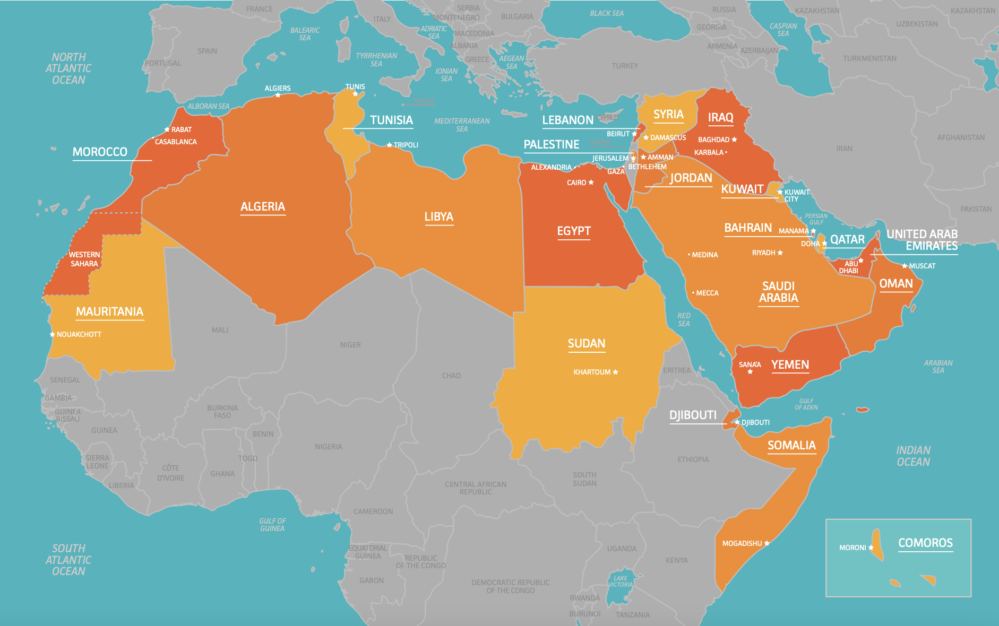 FRANCE
SERBIA
MONTENEGRO
BULGARIA
BLACK SEA
RUSSIA
KAZAKHSTAN
KAZAKHSTAN
ITALY
ADRIATIC
SEA
MACEDONIA
ALBANIA
GREECE
GEORGIA
CASPIAN
SEA
UZBEKISTAN
BALEARIC
SEA
SPAIN
PORTUGAL
TYRRHENIAN
SEA
IONIAN
SEA
AEGEAN
SEA
TURKEY
ARMENIA
AZERBAIJAN
TURKMENISTAN
NORTH
ATLANTIC
OCEAN
ALGIERS
TUNIS
MALTA
ALBORAN SEA
TUNISIA
MEDITERRANEAN
SEA
LEBANON
CYPRUS
SYRIA
IRAQ
RABAT
CASABLANCA
MOROCCO
TRIPOLI
BEIRUT
DAMASCUS
BAGHDAD
KARBALA
PALESTINE
ISRAEL
JERUSALEM
AMMAN
BETHLEHEM
ALEXANDRIA
GAZA
CAIRO
JORDAN
KUWAIT
KUWAIT
CITY
IRAN
AFGHANISTAN
PAKISTAN
ALGERIA
LIBYA
EGYPT
PERSIAN
GULF
BAHRAIN
MANAMA
DOHA
QATAR
UNITED ARAB
EMIRATES
MEDINA
RIYADH
ABU
DHABI
MUSCAT
WESTERN
SAHARA
SAUDI
ARABIA
OMAN
MECCA
MAURITANIA
NOUAKCHOTT
RED
SEA
MALI
NIGER
CHAD
SUDAN
KHARTOUM
ERITREA
SANA'A
YEMEN
ARABIAN
SEA
SENEGAL
GAMBIA
GUINEA
BISSAU
GUINEA
BURKINA
FASO
BENIN
NIGERIA
GULF
OF ADEN
DJIBOUTI
DJIBOUTI
SOMALIA
SIERRA
LEONE
LIBERIA
CÔTE
D'IVOIRE
GHANA
TOGO
ETHIOPIA
SOUTH
SUDAN
CENTRAL AFRICAN
REPUBLIC
INDIAN
OCEAN
CAMEROON
GULF OF
GUINEA
SOUTH
ATLANTIC
OCEAN
EQUATORIAL
GUINEA
REPUBLIC
OF THE CONGO
GABON
DEMOCRATIC REPUBLIC
OF THE CONGO
UGANDA
KENYA
MOGADISHU
LAKE
VICTORIA
RWANDA
BURUNDI
TANZANIA
MORONI
COMOROS